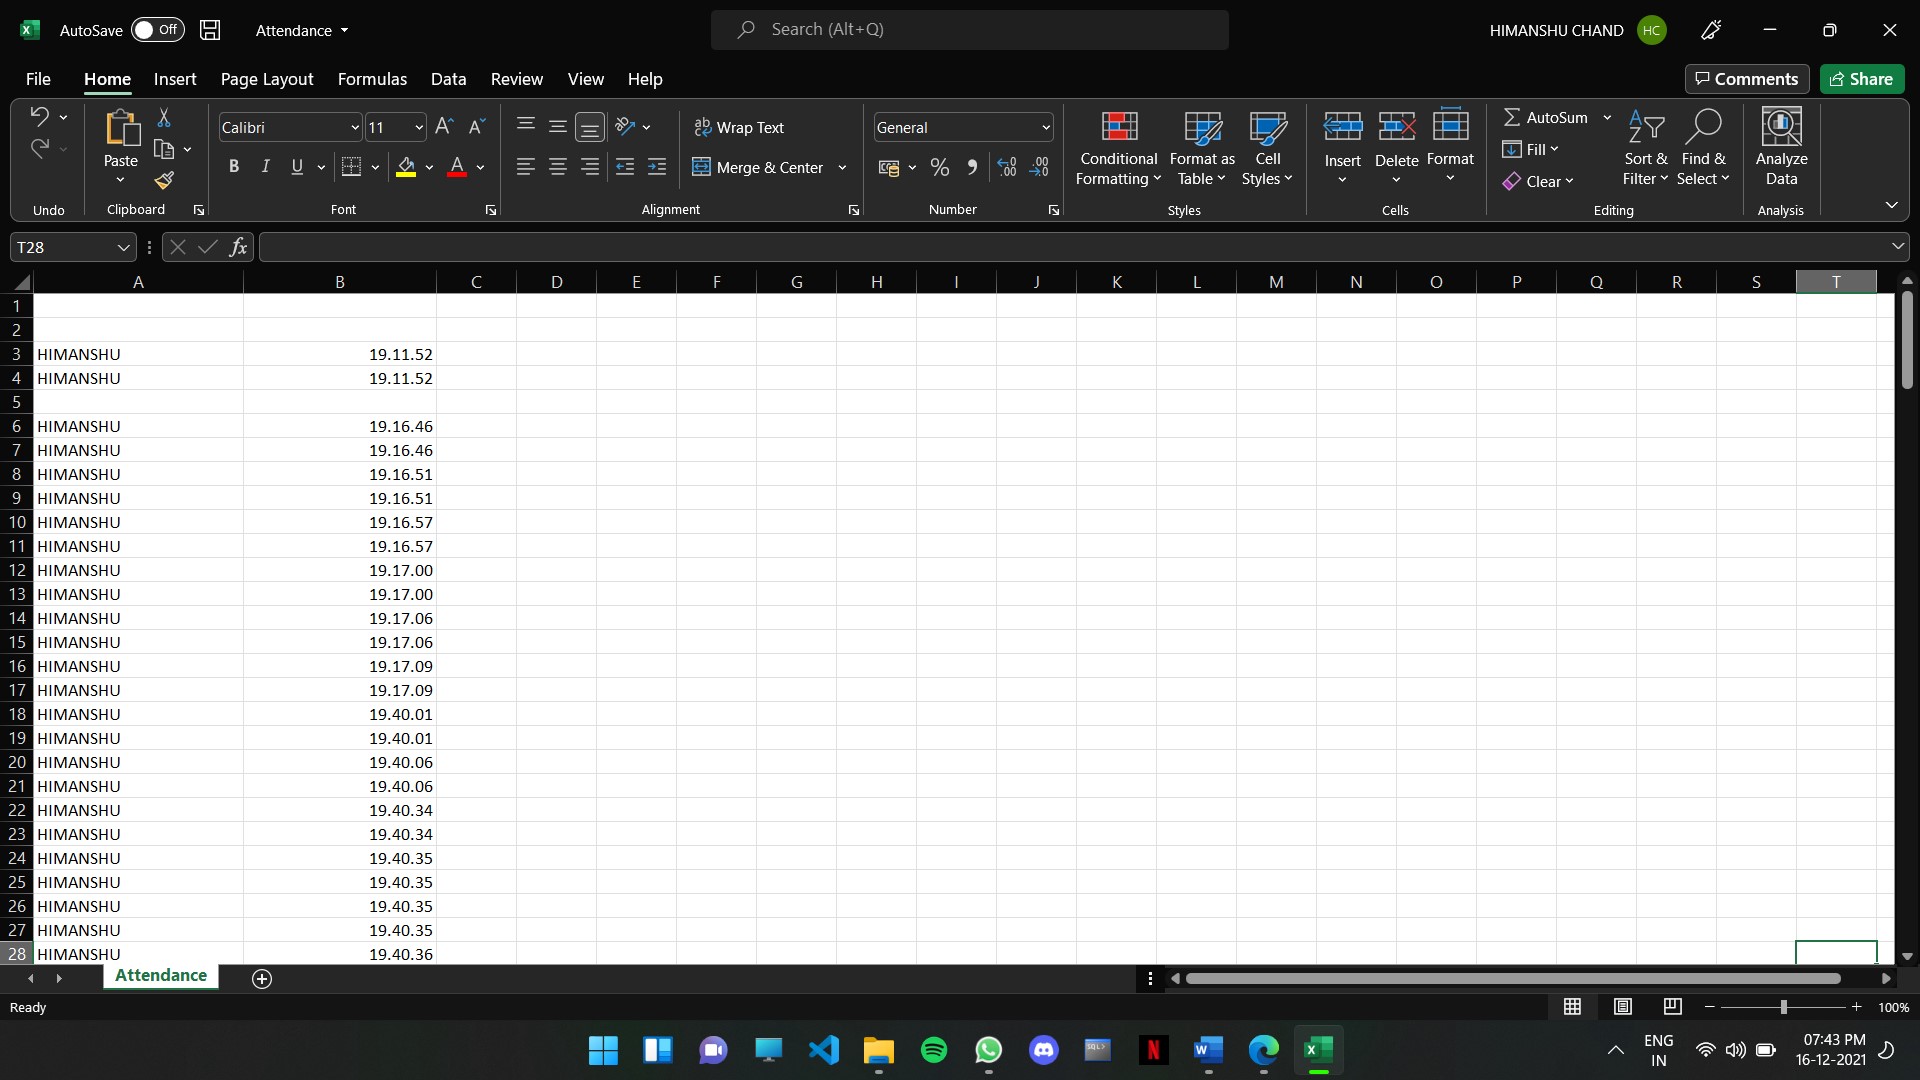 AutoSave Off Attendance Search (Alt+Q) HIMANSHU CHAND HC
File Home Insert Page Layout Formulas Data Review View Help Comments Share
Paste Calibri 11 Wrap Text General Conditional Formatting Format as Table Cell Styles Insert Delete Format AutoSum Sort & Filter Find & Select Analyze Data
B I U A Merge & Center % Fill Clear
Undo Clipboard Font Alignment Number Styles Cells Editing Analysis
T28 fx
A B C D E F G H I J K L M N O P Q R S T
1
2
3 HIMANSHU 19.11.52
4 HIMANSHU 19.11.52
5
6 HIMANSHU 19.16.46
7 HIMANSHU 19.16.46
8 HIMANSHU 19.16.51
9 HIMANSHU 19.16.51
10 HIMANSHU 19.16.57
11 HIMANSHU 19.16.57
12 HIMANSHU 19.17.00
13 HIMANSHU 19.17.00
14 HIMANSHU 19.17.06
15 HIMANSHU 19.17.06
16 HIMANSHU 19.17.09
17 HIMANSHU 19.17.09
18 HIMANSHU 19.40.01
19 HIMANSHU 19.40.01
20 HIMANSHU 19.40.06
21 HIMANSHU 19.40.06
22 HIMANSHU 19.40.34
23 HIMANSHU 19.40.34
24 HIMANSHU 19.40.35
25 HIMANSHU 19.40.35
26 HIMANSHU 19.40.35
27 HIMANSHU 19.40.35
28 HIMANSHU 19.40.36
Attendance
Ready 100%
ENG 07:43 PM
IN 16-12-2021